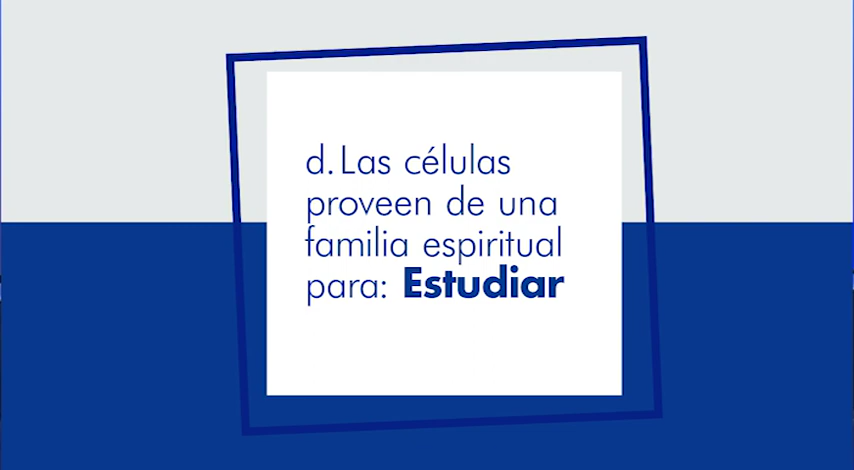 d. Las células
proveen de una
familia espiritual
para: Estudiar